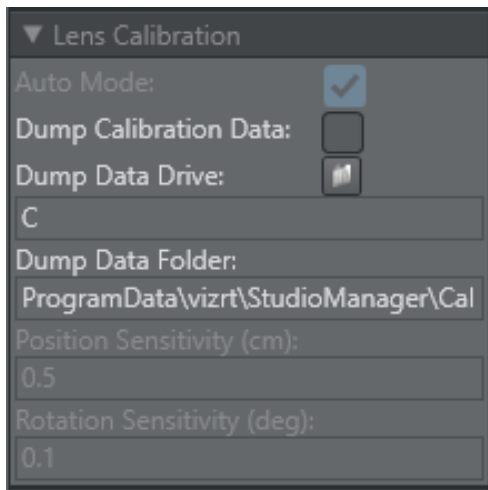 Lens Calibration
Auto Mode:
Dump Calibration Data:
Dump Data Drive:
C
Dump Data Folder:
ProgramData\vizrt\StudioManager\Cal
Position Sensitivity (cm):
0.5
Rotation Sensitivity (deg):
0.1